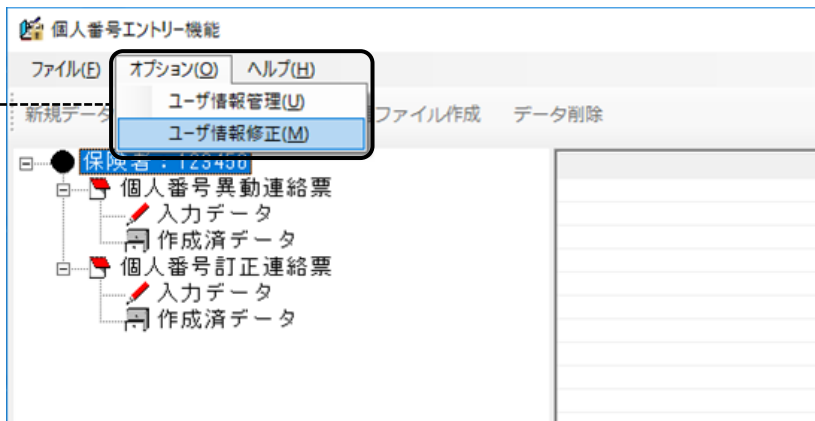 個人番号エントリー機能
ファイル(F) オプション(O) ヘルプ(H)
ユーザ情報管理(U)
新規データ ファイル作成 データ削除
ユーザ情報修正(M)
保険者：123456
個人番号異動連絡票
入力データ
作成済データ
個人番号訂正連絡票
入力データ
作成済データ